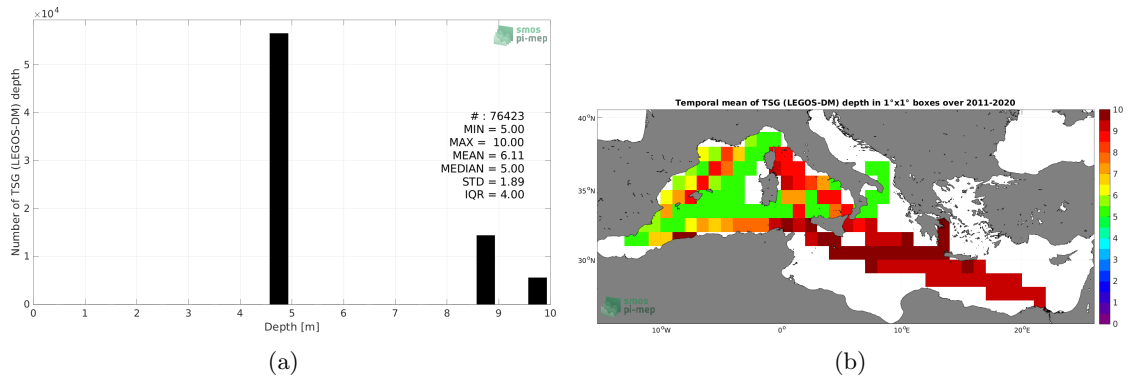 ×10⁴
smos
pi-mep
Number of TSG (LEGOS-DM) depth
5
4
3
2
1
0
# : 76423
MIN = 5.00
MAX = 10.00
MEAN = 6.11
MEDIAN = 5.00
STD = 1.89
IQR = 4.00
0 1 2 3 4 5 6 7 8 9 10
Depth [m]
(a)
Temporal mean of TSG (LEGOS-DM) depth in 1°x1° boxes over 2011-2020
40°N
35°N
30°N
10°W 0° 10°E 20°E
10
9
8
7
6
5
4
3
2
1
0
smos
pi-mep
(b)